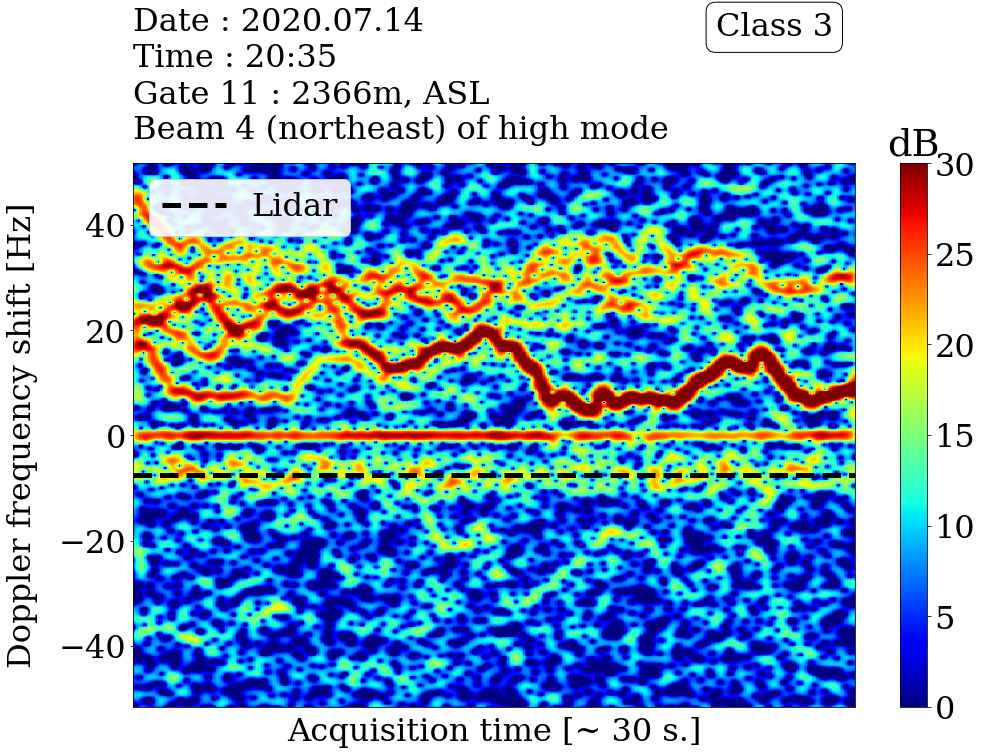 Date : 2020.07.14
Time : 20:35
Gate 11 : 2366m, ASL
Beam 4 (northeast) of high mode
Class 3
dB
Lidar
Doppler frequency shift [Hz]
40
20
0
−20
−40
30
25
20
15
10
5
0
Acquisition time [~ 30 s.]